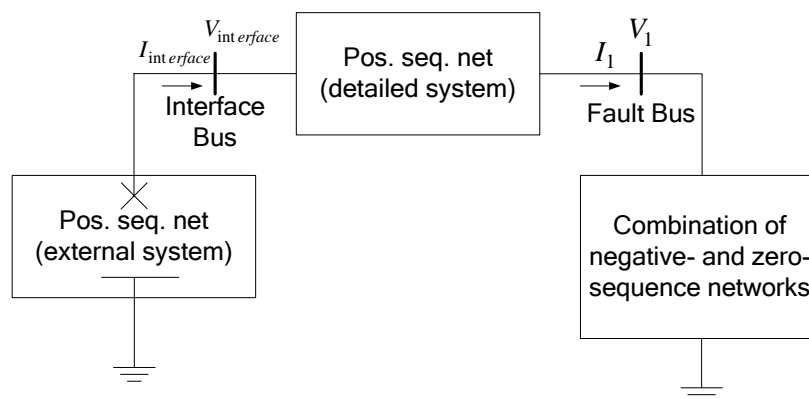 V_interface
I_interface
Interface
Bus
Pos. seq. net
(detailed system)
I_1
V_1
Fault Bus
Pos. seq. net
(external system)
Combination of
negative- and zero-
sequence networks